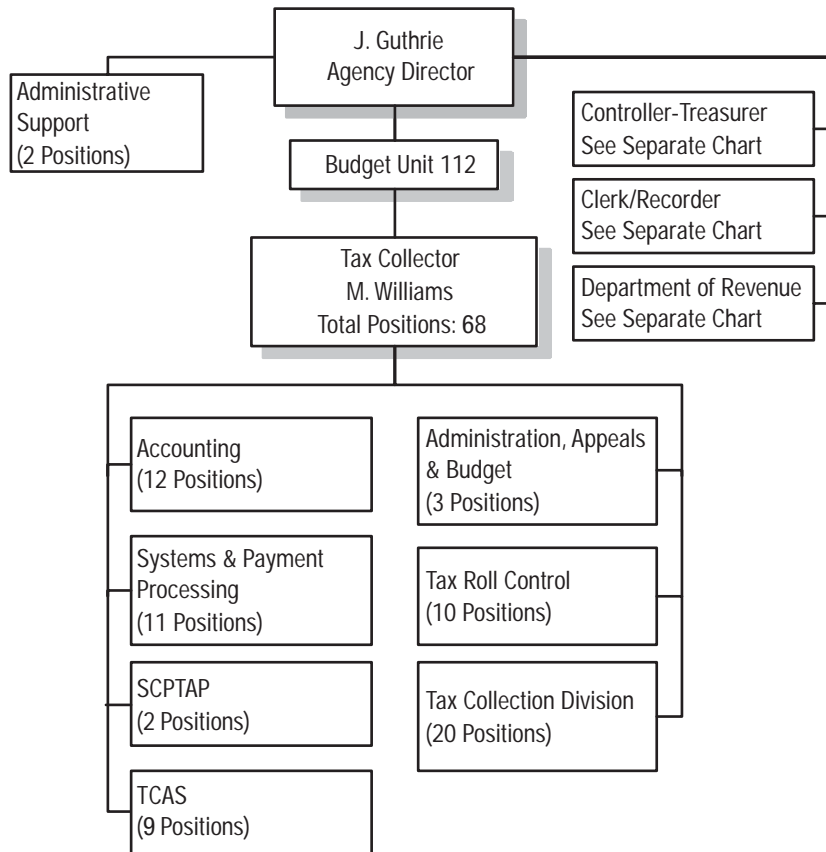 J. Guthrie
Agency Director
Administrative
Support
(2 Positions)
Budget Unit 112
Controller-Treasurer
See Separate Chart
Clerk/Recorder
See Separate Chart
Department of Revenue
See Separate Chart
Tax Collector
M. Williams
Total Positions: 68
Accounting
(12 Positions)
Systems & Payment
Processing
(11 Positions)
SCPTAP
(2 Positions)
TCAS
(9 Positions)
Administration, Appeals
& Budget
(3 Positions)
Tax Roll Control
(10 Positions)
Tax Collection Division
(20 Positions)